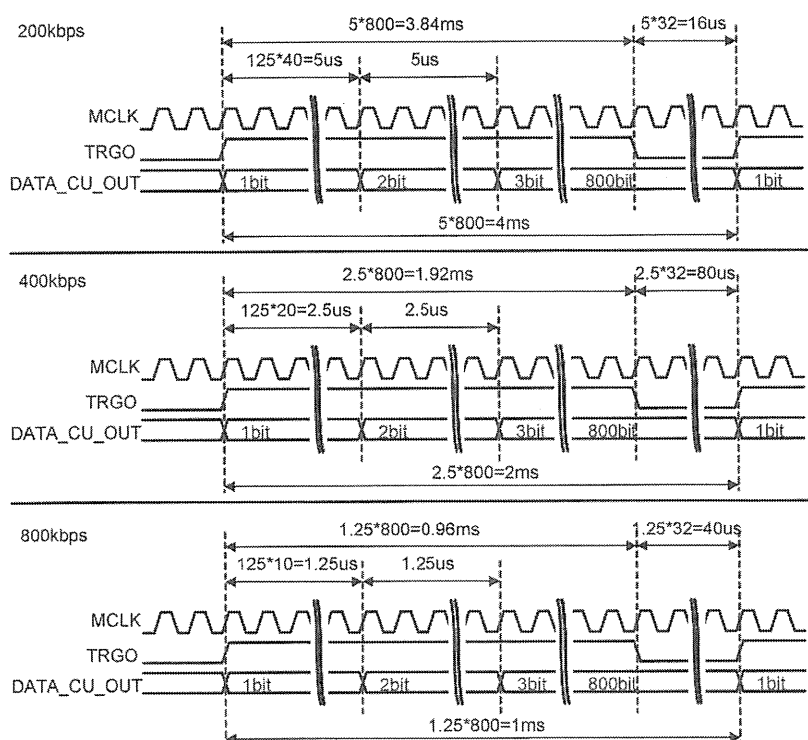 200kbps
5*800=3.84ms
5*32=16us
125*40=5us
5us
MCLK
TRGO
DATA_CU_OUT
1bit
2bit
3bit
800bit
1bit
5*800=4ms
400kbps
2.5*800=1.92ms
2.5*32=80us
125*20=2.5us
2.5us
MCLK
TRGO
DATA_CU_OUT
1bit
2bit
3bit
800bit
1bit
2.5*800=2ms
800kbps
1.25*800=0.96ms
1.25*32=40us
125*10=1.25us
1.25us
MCLK
TRGO
DATA_CU_OUT
1bit
2bit
3bit
800bit
1bit
1.25*800=1ms